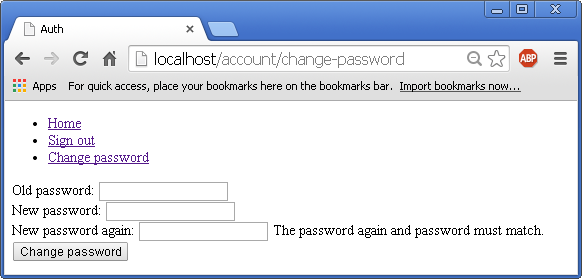 Auth
localhost/account/change-password
ABP
Apps For quick access, place your bookmarks here on the bookmarks bar. Import bookmarks now...
Home
Sign out
Change password
Old password:
New password:
New password again: The password again and password must match.
Change password